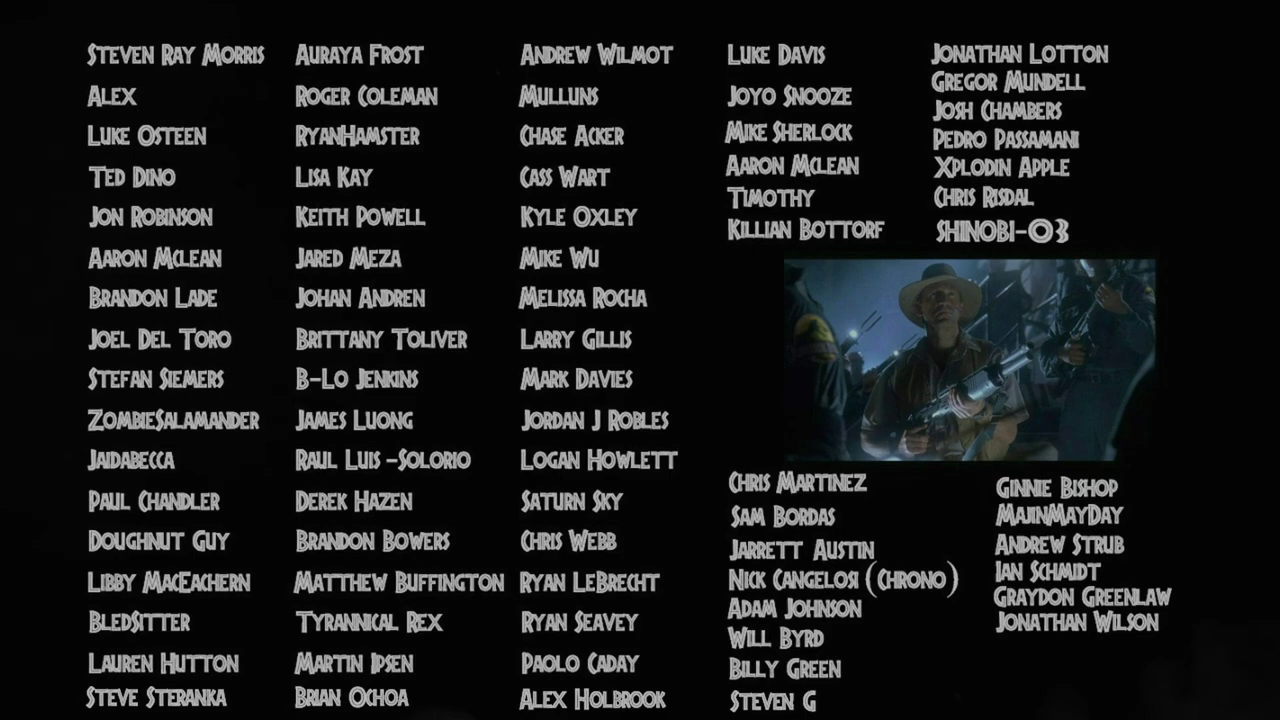 Steven Ray Morris
Alex
Luke Osteen
Ted Dino
Jon Robinson
Aaron Mclean
Brandon Lade
Joel Del Toro
Stefan Siemers
ZombieSalamander
Jaidabecca
Paul Chandler
Doughnut Guy
Libby MacEachern
BledSitter
Lauren Hutton
Steve Steranka
Auraya Frost
Roger Coleman
RyanHamster
Lisa Kay
Keith Powell
Jared Meza
Johan Andren
Brittany Toliver
B-Lo Jenkins
James Luong
Raul Luis -Solorio
Derek Hazen
Brandon Bowers
Matthew Buffington
Tyrannical Rex
Martin Ipsen
Brian Ochoa
Andrew Wilmot
Mulluns
Chase Acker
Cass Wart
Kyle Oxley
Mike Wu
Melissa Rocha
Larry Gillis
Mark Davies
Jordan J Robles
Logan Howlett
Saturn Sky
Chris Webb
Ryan LeBrecht
Ryan Seavey
Paolo Caday
Alex Holbrook
Luke Davis
Joyo Snooze
Mike Sherlock
Aaron Mclean
Timothy
Killian Bottorf
Jonathan Lotton
Gregor Mundell
Josh Chambers
Pedro Passamani
Xplodin Apple
Chris Risdal
SHINOBI-03
Chris Martinez
Sam Bordas
Jarrett Austin
Nick Cangelosi (Chrono)
Adam Johnson
Will Byrd
Billy Green
Steven G
Ginnie Bishop
MajinMayDay
Andrew Strub
Ian Schmidt
Graydon Greenlaw
Jonathan Wilson